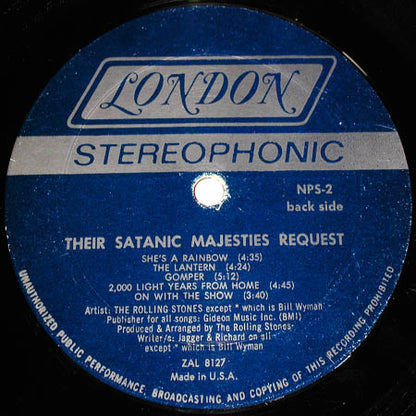 LONDON
STEREOPHONIC
NPS-2
back side
THEIR SATANIC MAJESTIES REQUEST
SHE'S A RAINBOW (4:35)
THE LANTERN (4:24)
GOMPER (5:12)
2,000 LIGHT YEARS FROM HOME (4:45)
ON WITH THE SHOW (3:40)
Artist: THE ROLLING STONES except * which is Bill Wyman
Publisher for all songs: Gideon Music Inc. (BMI)
Produced & Arranged by The Rolling Stones
Writer/s: Jagger & Richard on all
except * which is Bill Wyman
ZAL 8127
Made in U.S.A.
UNAUTHORIZED PUBLIC PERFORMANCE, BROADCASTING AND COPYING OF THIS RECORDING PROHIBITED